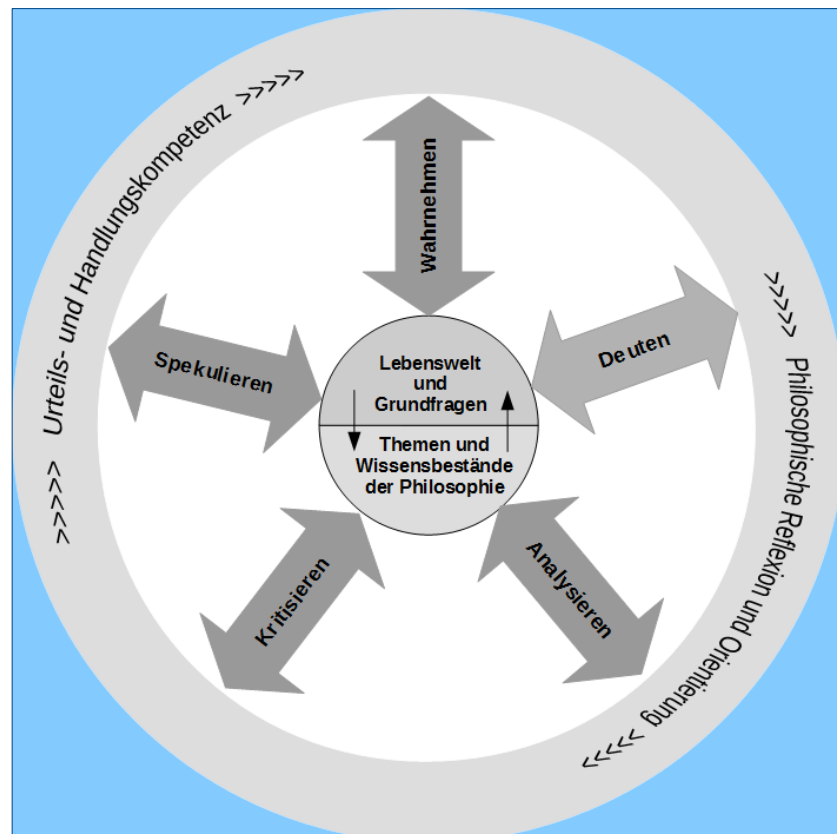 >>>>> Urteils- und Handlungskompetenz >>>>>
>>>>> Philosophische Reflexion und Orientierung >>>>>
Wahrnehmen
Deuten
Analysieren
Kritisieren
Spekulieren
Lebenswelt
und
Grundfragen
Themen und
Wissensbestände
der Philosophie